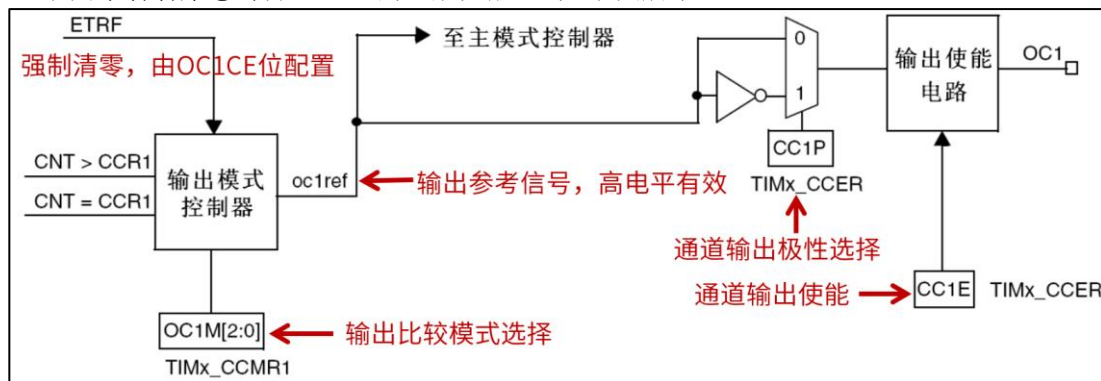 ETRF
强制清零，由OC1CE位配置
至主模式控制器
0
1
输出使能
电路
OC1
CNT > CCR1
CNT = CCR1
输出模式
控制器
oc1ref
输出参考信号，高电平有效
CC1P
TIMx_CCER
通道输出极性选择
通道输出使能
CC1E
TIMx_CCER
OC1M[2:0]
输出比较模式选择
TIMx_CCMR1